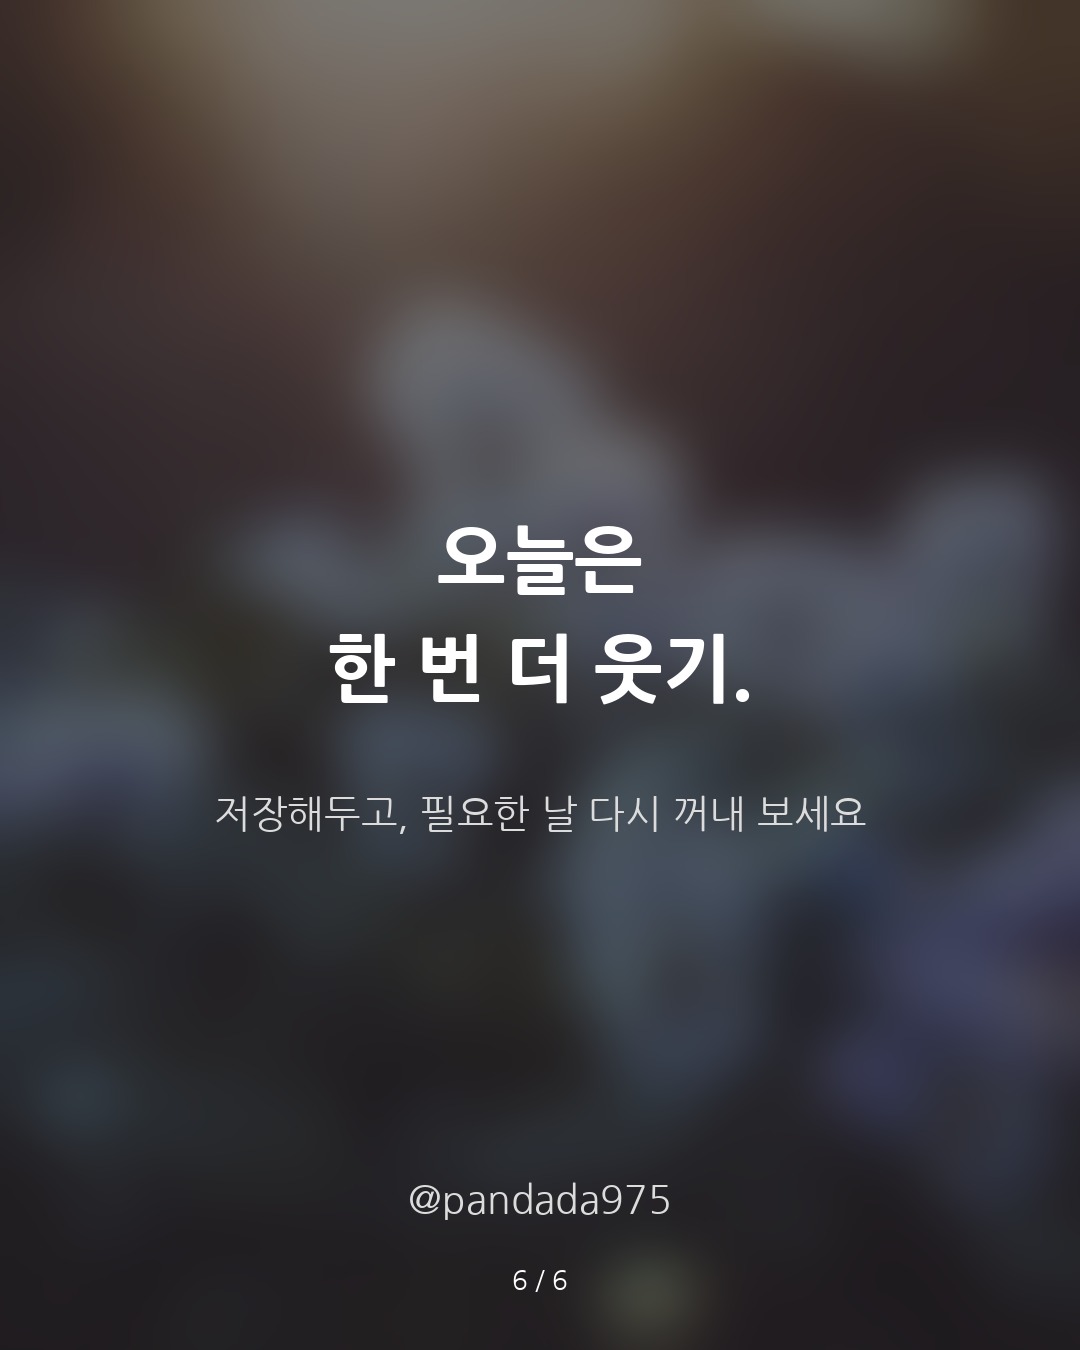 오늘은
한 번 더 웃기.
저장해두고, 필요한 날 다시 꺼내 보세요
@pandada975
6 / 6